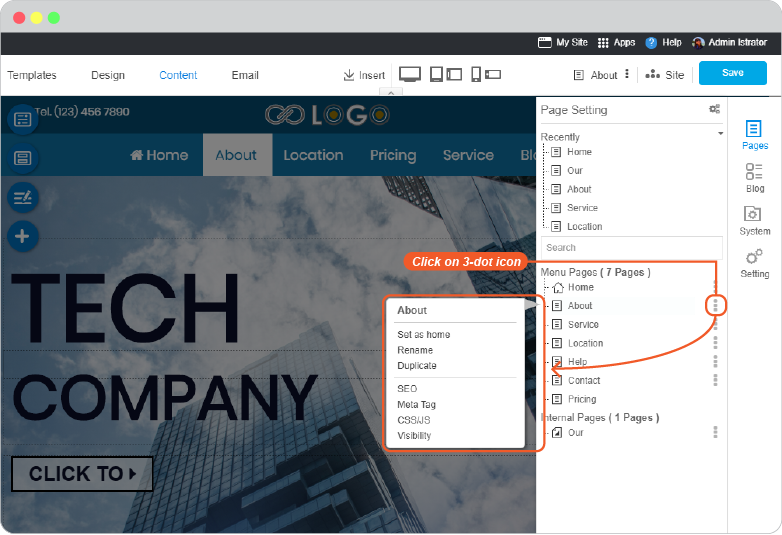 My Site Apps Help Admin Istrator
Templates Design Content Email Insert About Site Save
Tel. (123) 456 7890
LOGO
Home About Location Pricing Service
TECH
COMPANY
CLICK TO
Page Setting
Recently
Home
Our
About
Service
Location
Search
Click on 3-dot icon
Menu Pages ( 7 Pages )
Home
About
Service
Location
Help
Contact
Pricing
Internal Pages ( 1 Pages )
Our
About
Set as home
Rename
Duplicate
SEO
Meta Tag
CSS/JS
Visibility
Pages
Blog
System
Setting